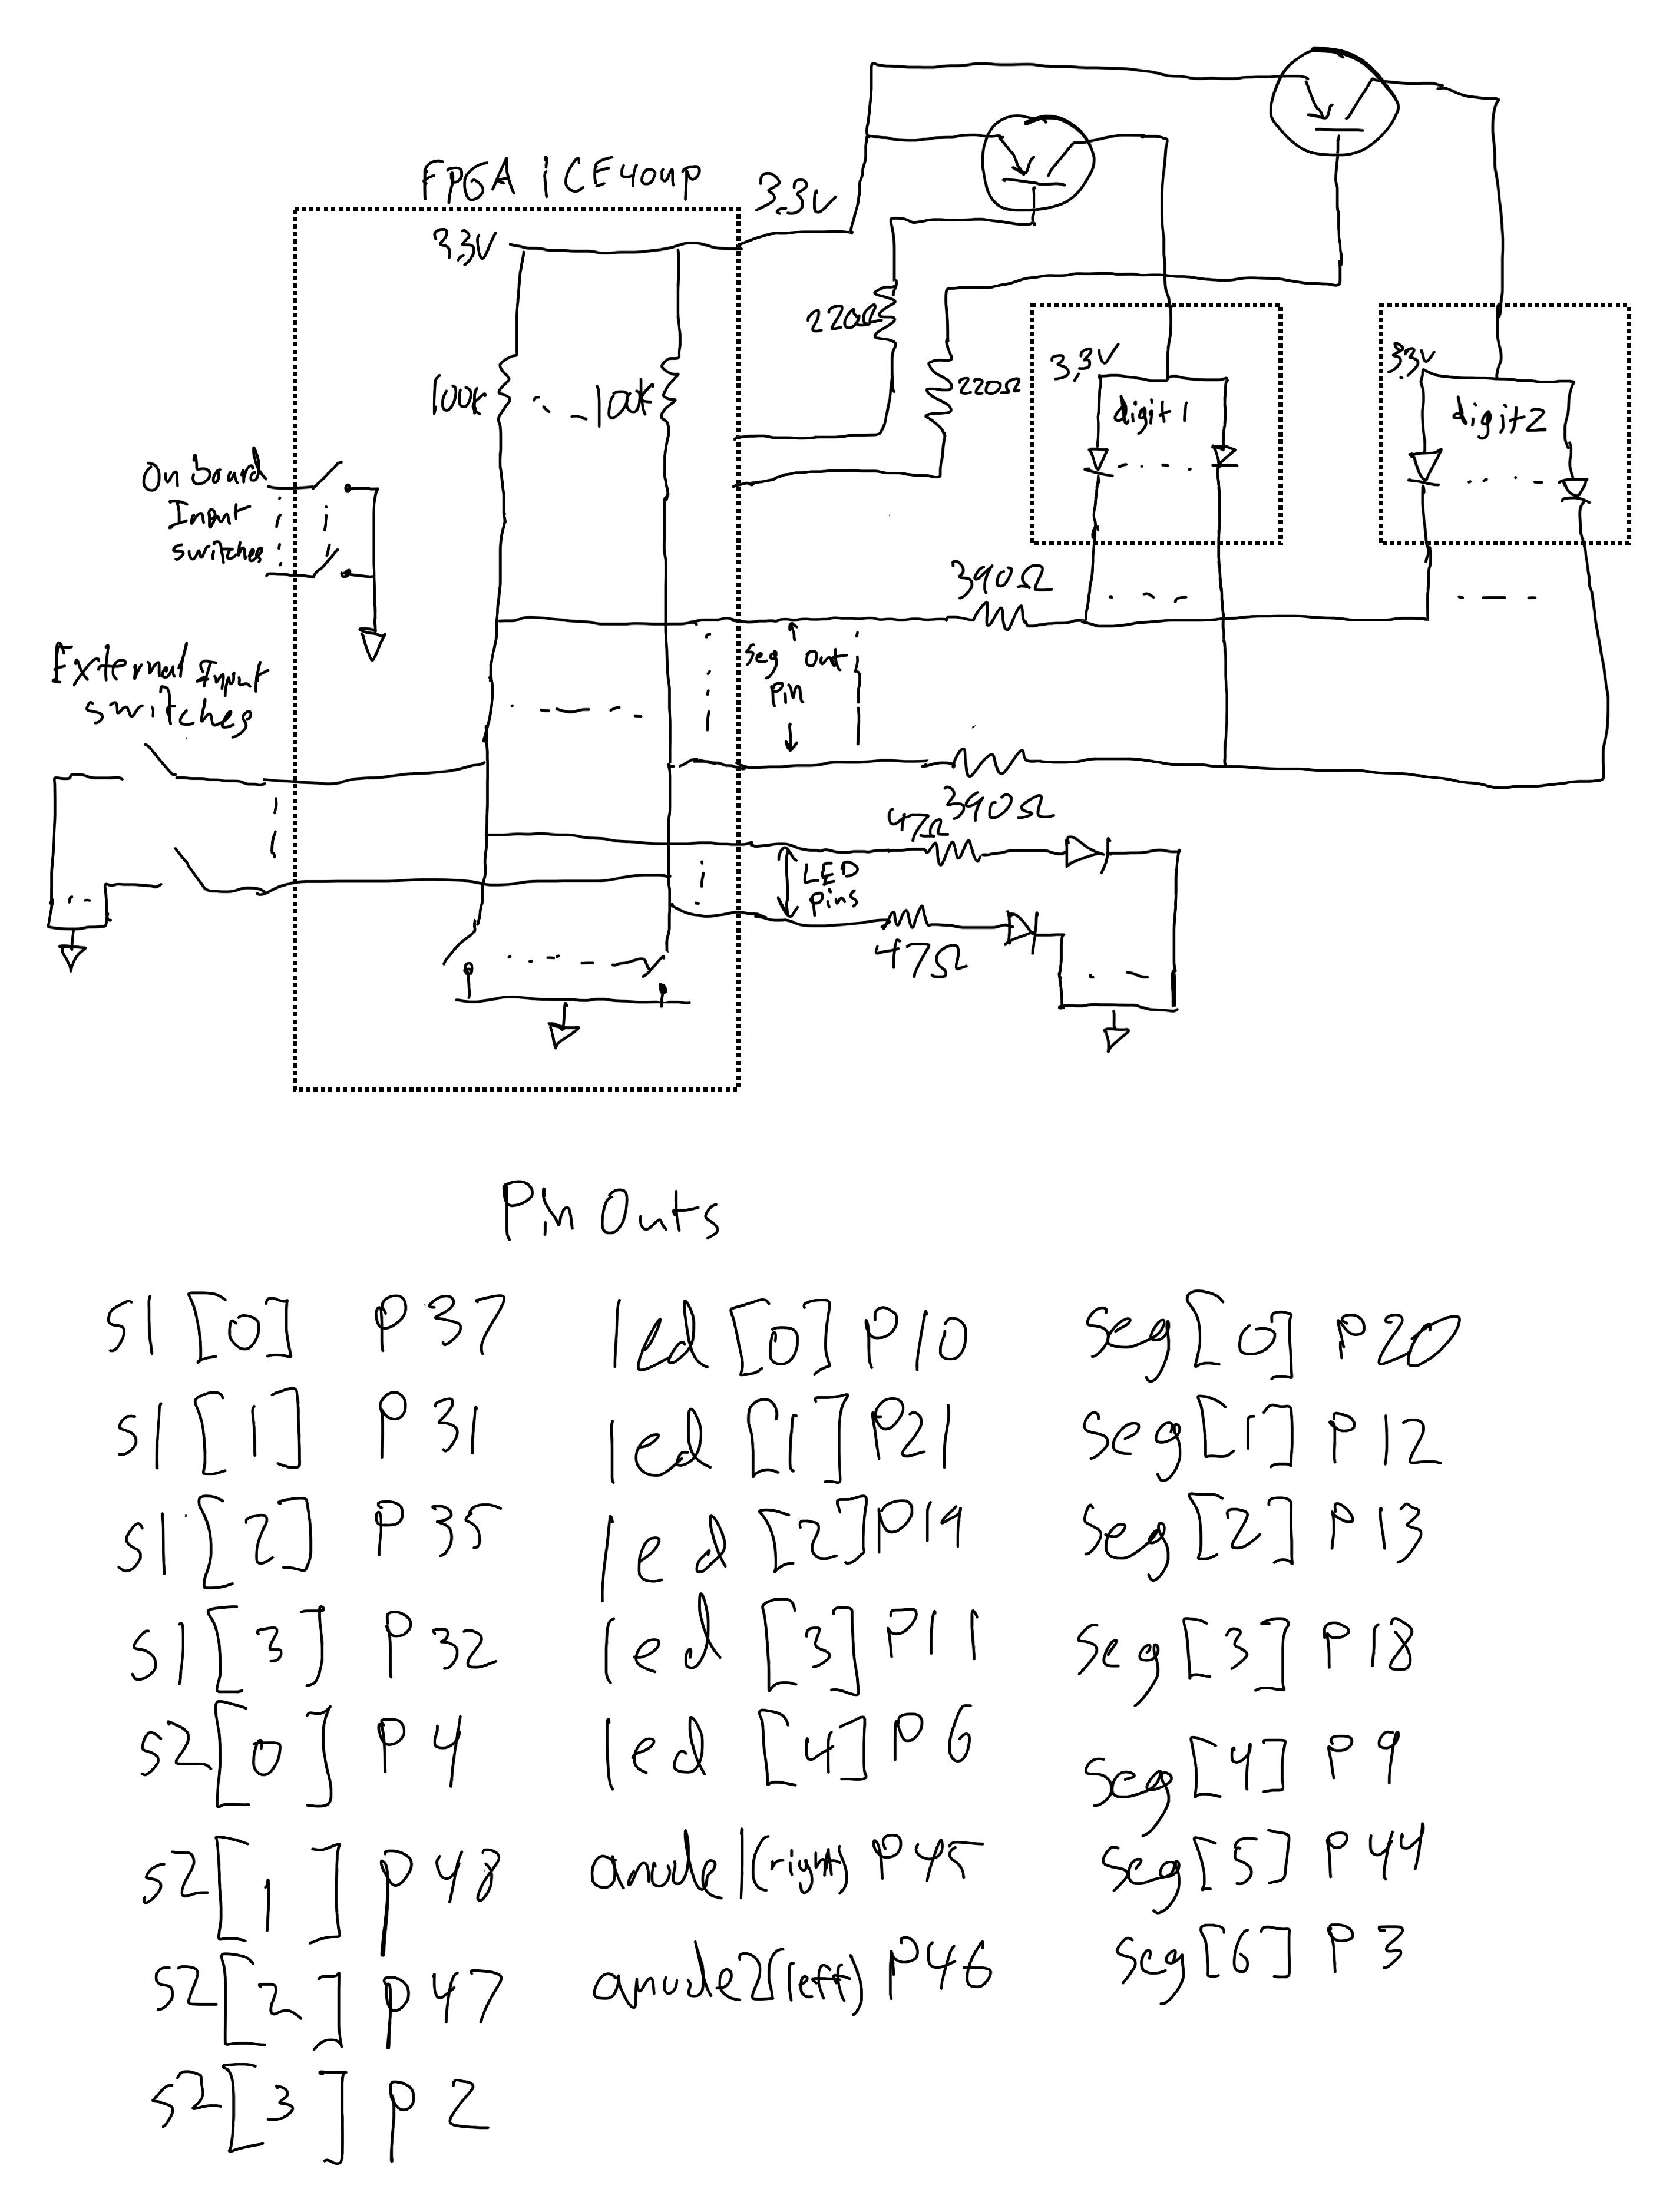 FPGA iCE40up
3.3V
3.3V
220Ω
220Ω
3.3V
digit1
3.3V
digit2
100K
100K
On board
Input
switches
390Ω
seg out
pin
External Input
switches
390Ω
47Ω
LED
pins
47Ω
Pin Outs
s1[0] P37
led[0] P10
seg[0] P20
s1[1] P31
led[1] P21
seg[1] P12
s1[2] P35
led[2] P19
seg[2] P13
s1[3] P32
led[3] P11
seg[3] P18
s2[0] P4
led[4] P6
seg[4] P9
s2[1] P48
anode1(right) P45
seg[5] P44
s2[2] P47
anode2(left) P46
seg[6] P3
s2[3] P2